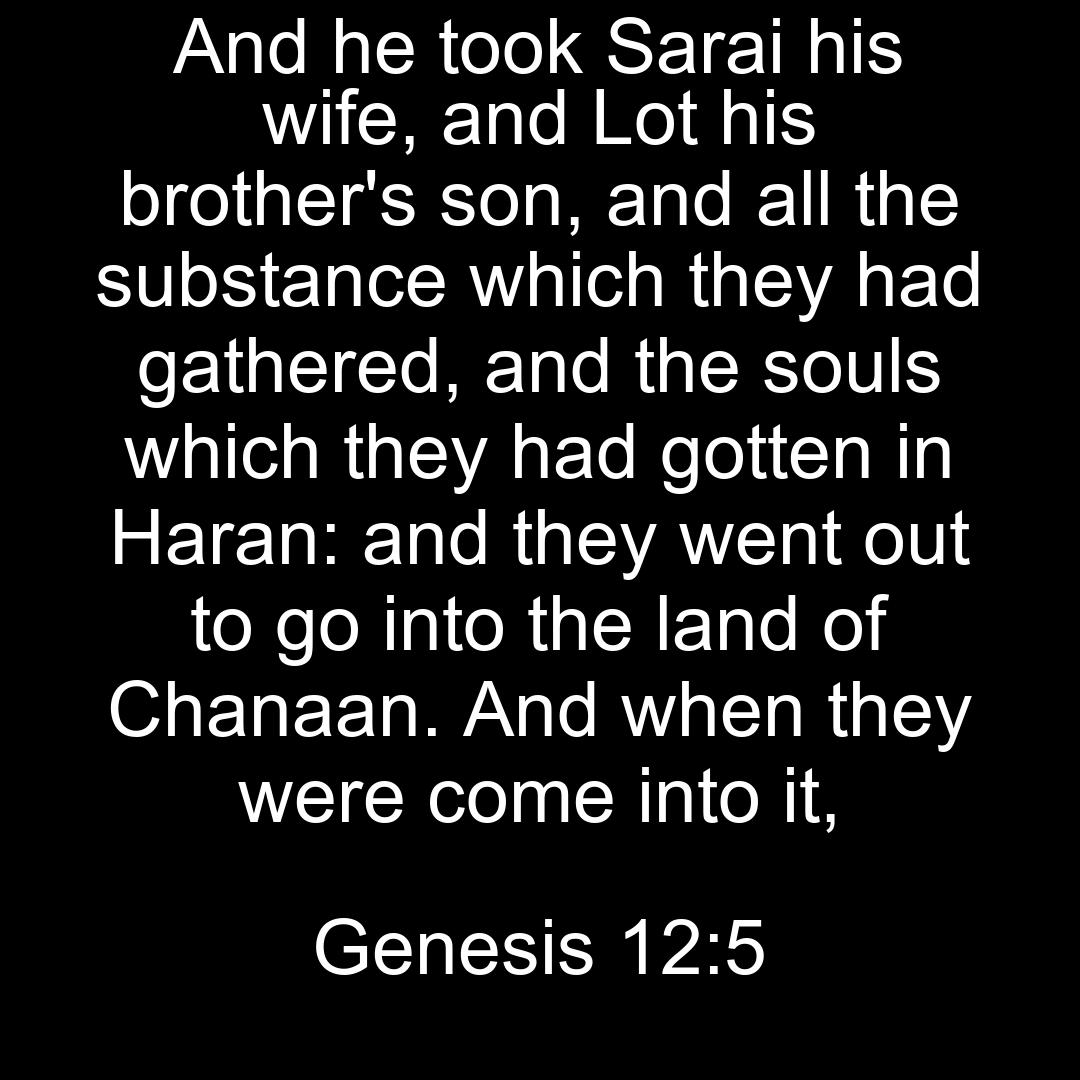 And he took Sarai his
wife, and Lot his
brother's son, and all the
substance which they had
gathered, and the souls
which they had gotten in
Haran: and they went out
to go into the land of
Chanaan. And when they
were come into it,
Genesis 12:5